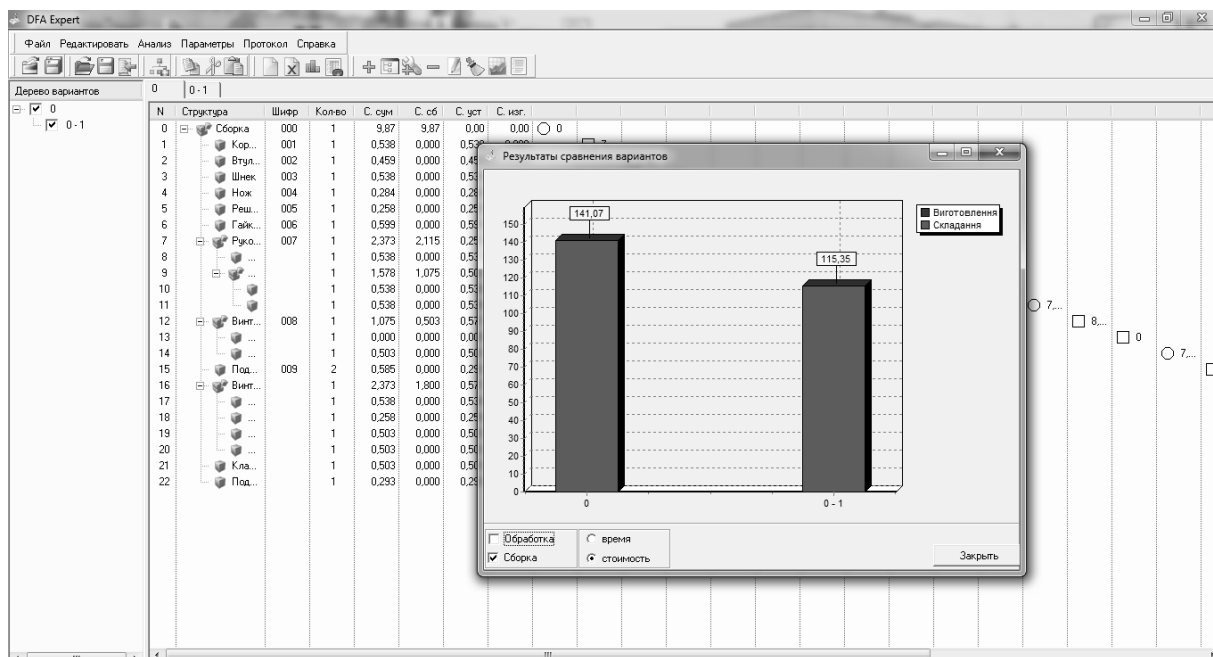 DFA Expert
Файл Редактировать Анализ Параметры Протокол Справка
Дерево вариантов
0
0 - 1
0
0 - 1
N Структура Шифр Кол-во С. сум С. сб С. уст С. изг.
0 Сборка 000 1 9,87 9,87 0,00 0,00 0
1 Кор... 001 1 0,538 0,000
2 Втул... 002 1 0,459 0,000
3 Шнек 003 1 0,538 0,000
4 Нож 004 1 0,284 0,000
5 Реш... 005 1 0,258 0,000
6 Гайк... 006 1 0,599 0,000
7 Руко... 007 1 2,373 2,115
8 ... 1 0,538 0,000
9 ... 1 1,578 1,075
10 1 0,538 0,000
11 1 0,538 0,000 7,...
12 Винт... 008 1 1,075 0,503 8,...
13 ... 1 0,000 0,000 0
14 ... 1 0,503 0,000 7,...
15 Под... 009 2 0,585 0,000
16 Винт... 1 2,373 1,800
17 ... 1 0,538 0,000
18 ... 1 0,258 0,000
19 ... 1 0,503 0,000
20 ... 1 0,503 0,000
21 Кла... 1 0,503 0,000
22 Под... 1 0,293 0,000
Результаты сравнения вариантов
141,07
115,35
Виготовлення
Складання
150
140
130
120
110
100
90
80
70
60
50
40
30
20
10
0
0 0 - 1
Обработка
Сборка
время
стоимость
Закрыть